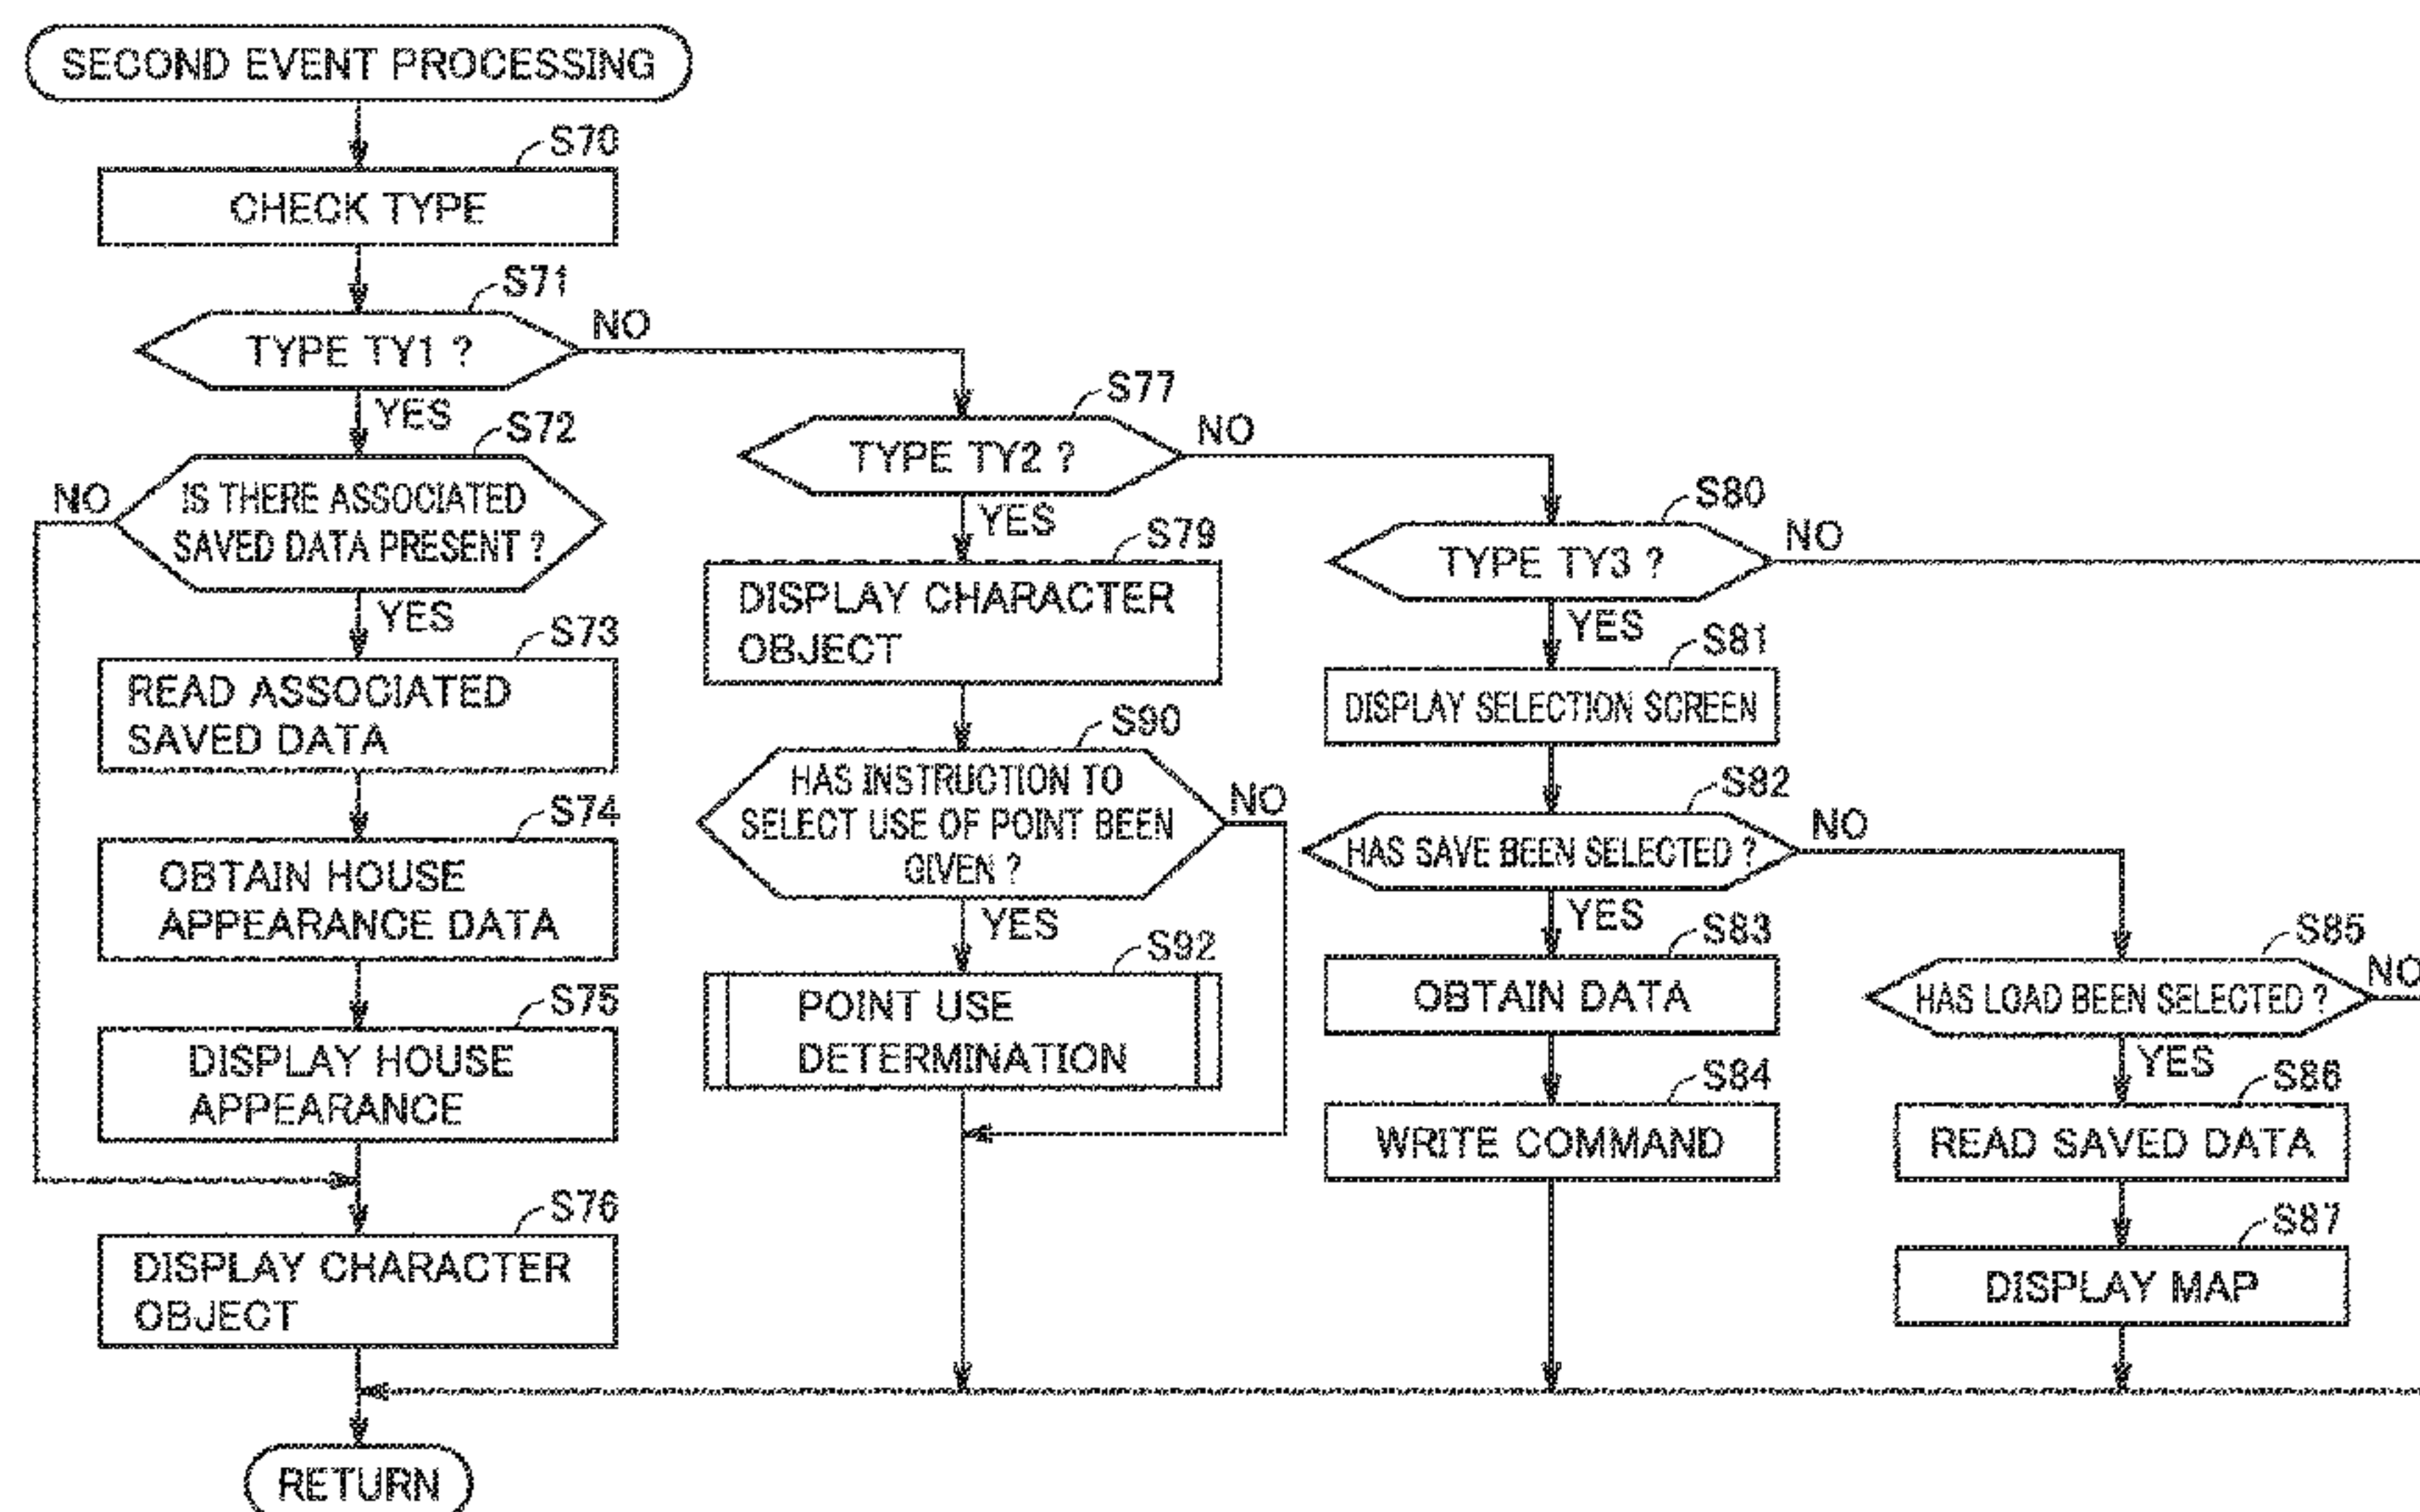 SECOND EVENT PROCESSING
S70
CHECK TYPE
S71
TYPE TY1 ?
NO
YES
S72
IS THERE ASSOCIATED
SAVED DATA PRESENT ?
NO
YES
S73
READ ASSOCIATED
SAVED DATA
S74
OBTAIN HOUSE
APPEARANCE DATA
S75
DISPLAY HOUSE
APPEARANCE
S76
DISPLAY CHARACTER
OBJECT
RETURN
S77
TYPE TY2 ?
NO
YES
S79
DISPLAY CHARACTER
OBJECT
S90
HAS INSTRUCTION TO
SELECT USE OF POINT BEEN
GIVEN ?
NO
YES
S92
POINT USE
DETERMINATION
S80
TYPE TY3 ?
NO
YES
S81
DISPLAY SELECTION SCREEN
S82
HAS SAVE BEEN SELECTED ?
NO
YES
S83
OBTAIN DATA
S84
WRITE COMMAND
S85
HAS LOAD BEEN SELECTED ?
NO
YES
S86
READ SAVED DATA
S87
DISPLAY MAP